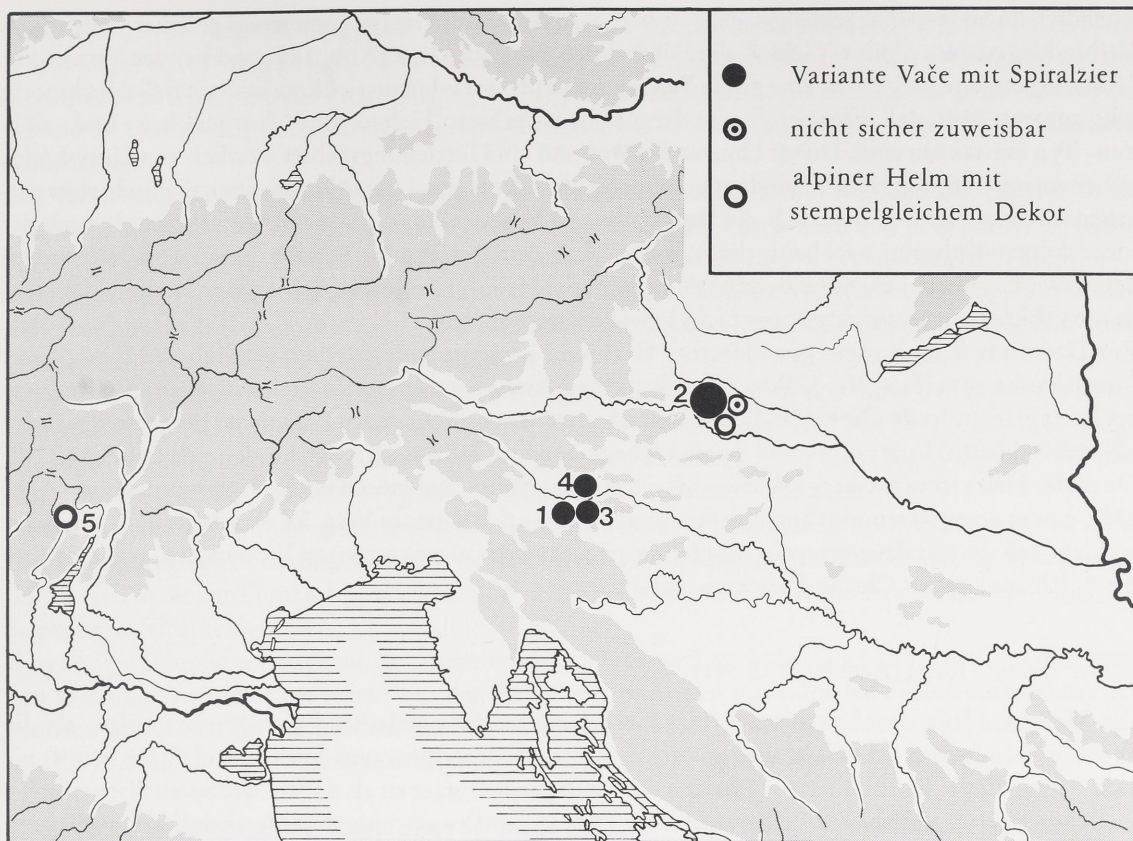 Variante Vače mit Spiralzier
nicht sicher zuweisbar
alpiner Helm mit
stempelgleichem Dekor
2
4
1 3
5